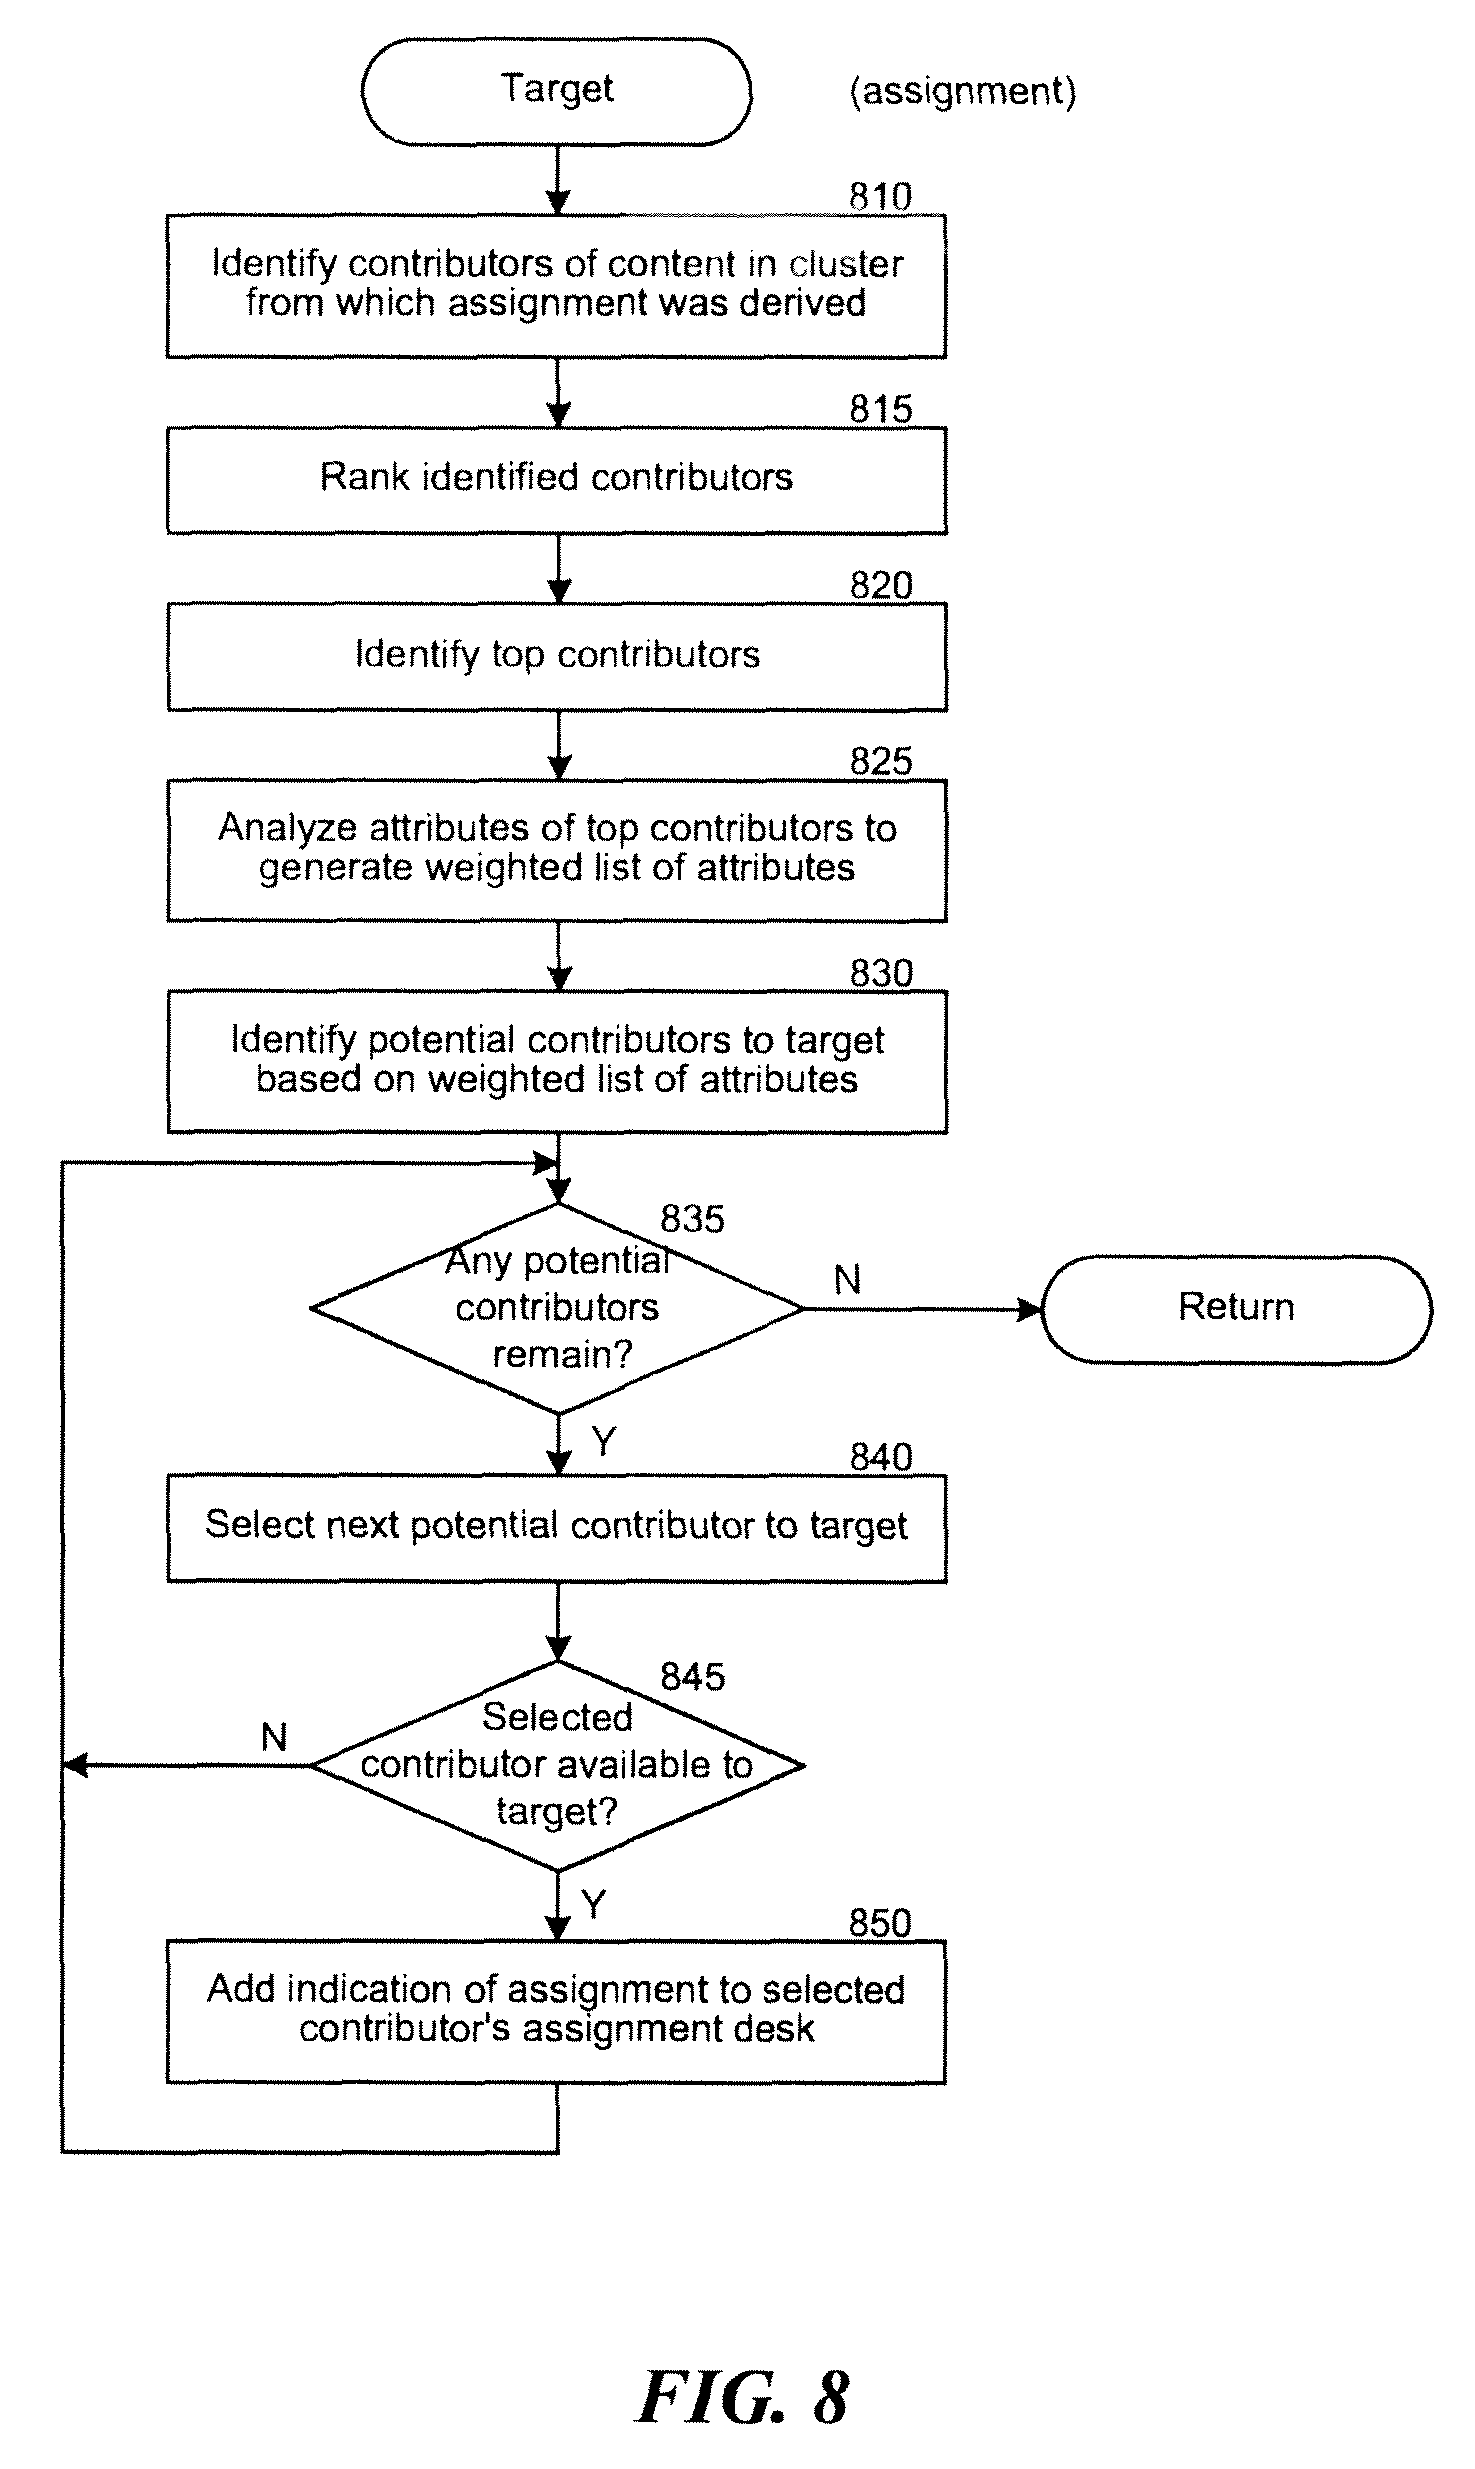 Target
(assignment)
810
Identify contributors of content in cluster
from which assignment was derived
815
Rank identified contributors
820
Identify top contributors
825
Analyze attributes of top contributors to
generate weighted list of attributes
830
Identify potential contributors to target
based on weighted list of attributes
835
Any potential
contributors
remain?
N
Return
Y
840
Select next potential contributor to target
845
Selected
contributor available to
target?
N
Y
850
Add indication of assignment to selected
contributor's assignment desk
FIG. 8